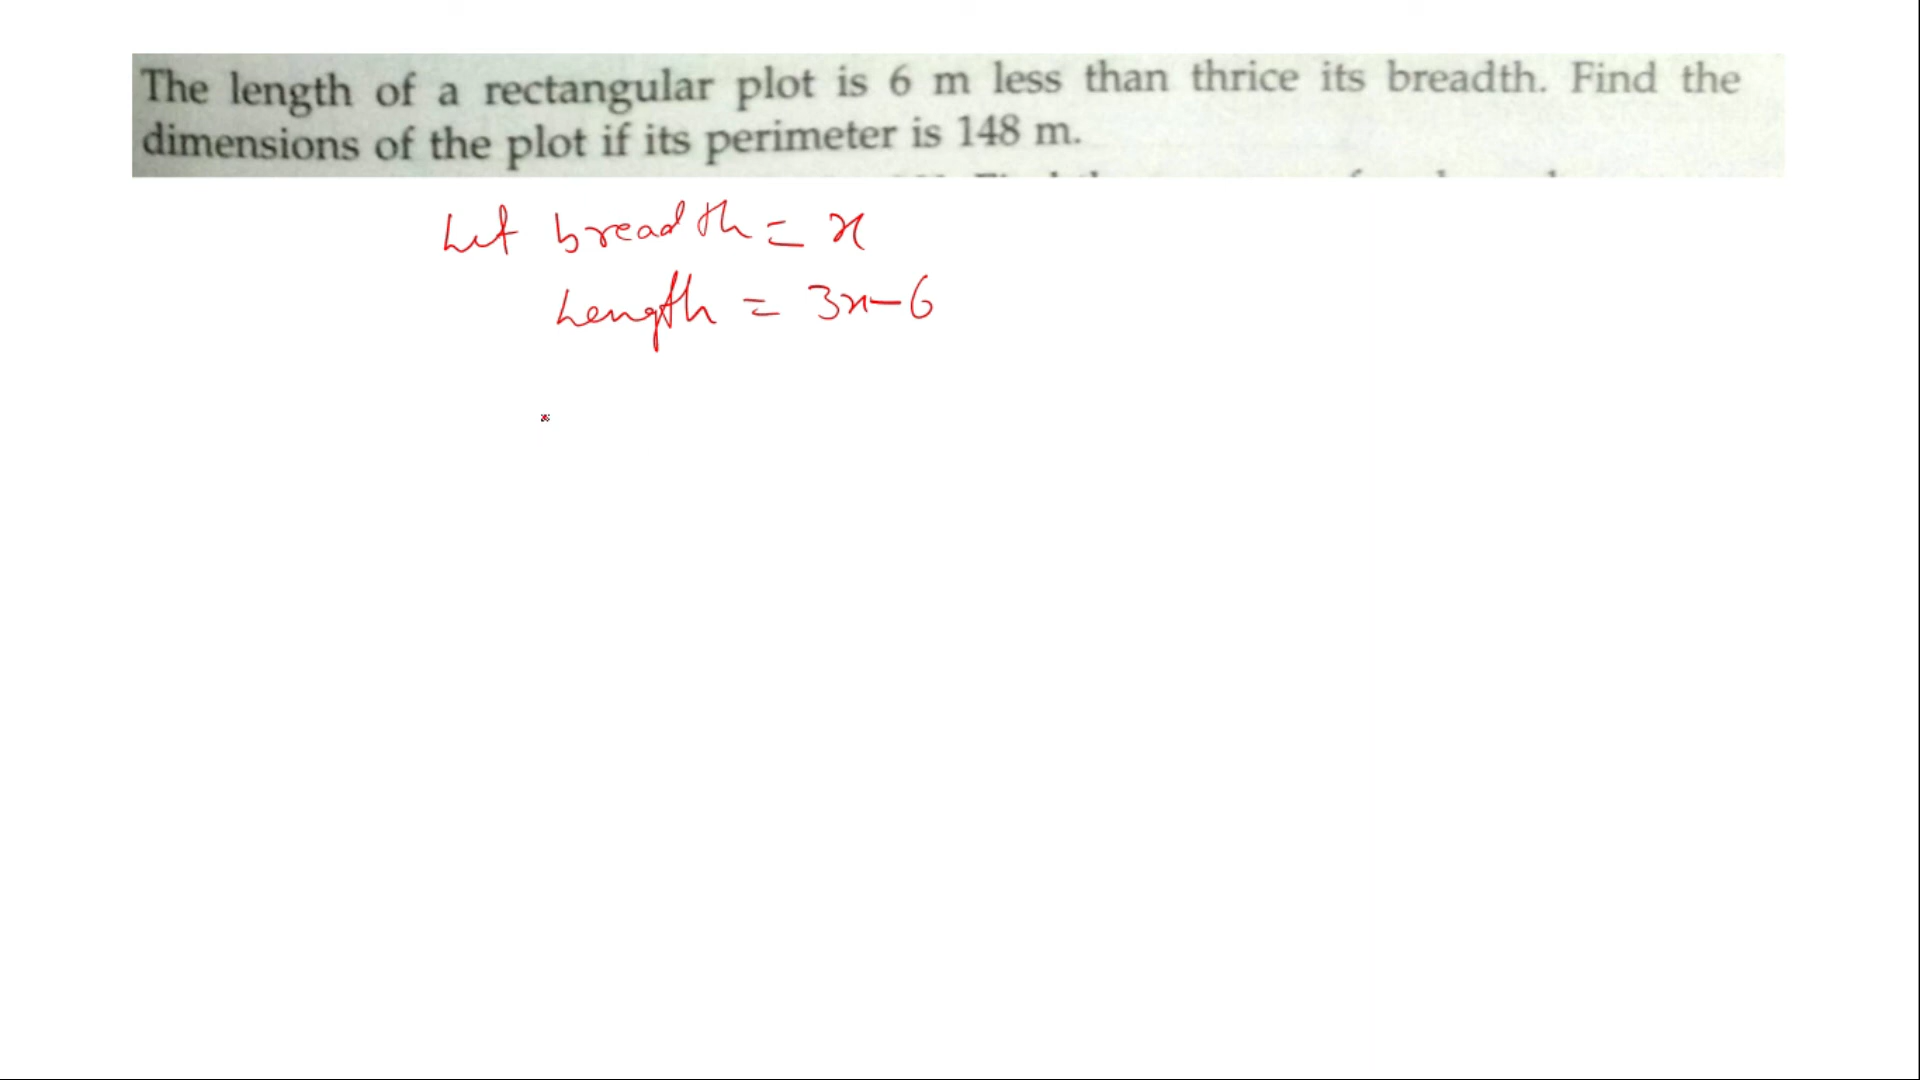 The length of a rectangular plot is 6 m less than thrice its breadth. Find the
dimensions of the plot if its perimeter is 148 m.
Let breadth = x
Length = 3x-6